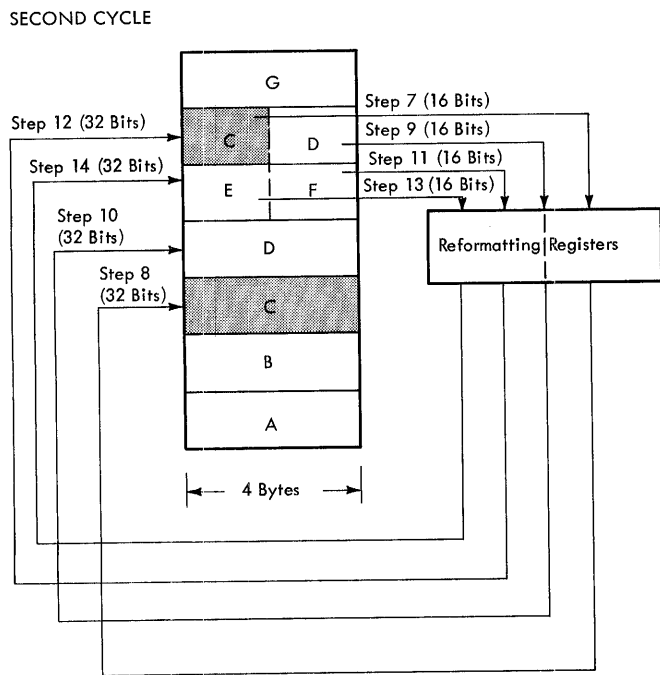 SECOND CYCLE
G
Step 7 (16 Bits)
Step 12 (32 Bits)
C
D
Step 9 (16 Bits)
Step 11 (16 Bits)
Step 14 (32 Bits)
E
F
Step 13 (16 Bits)
Step 10
(32 Bits)
D
Reformatting Registers
Step 8
(32 Bits)
C
B
A
4 Bytes